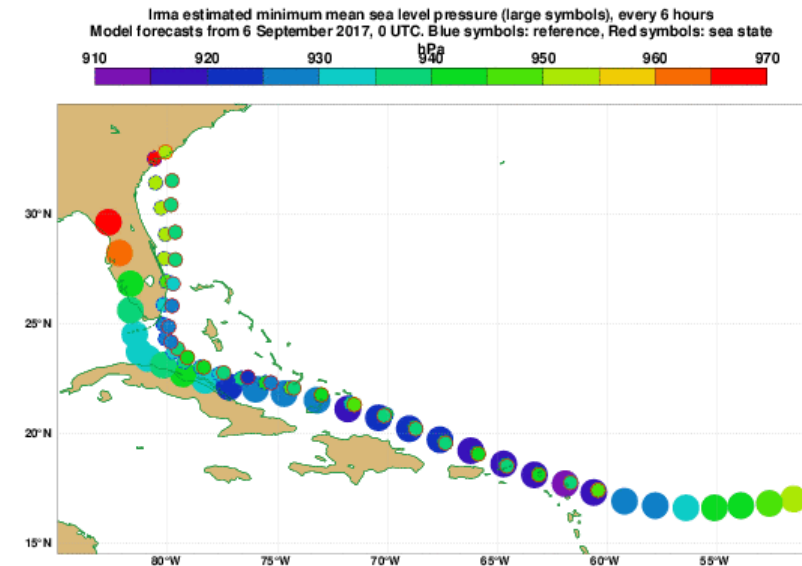 Irma estimated minimum mean sea level pressure (large symbols), every 6 hours
Model forecasts from 6 September 2017, 0 UTC. Blue symbols: reference, Red symbols: sea state
hPa
910 920 930 940 950 960 970
30°N
25°N
20°N
15°N
80°W 75°W 70°W 65°W 60°W 55°W